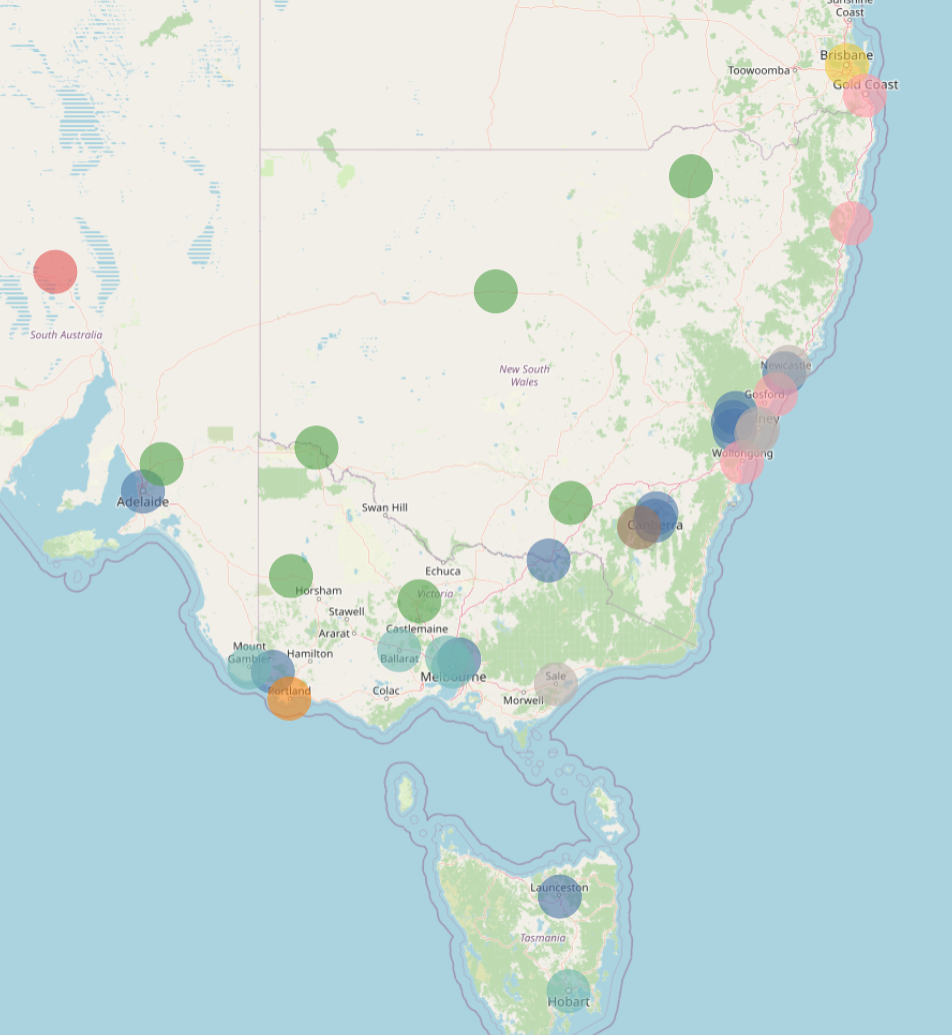 Sunshine
Coast
Brisbane
Toowoomba
Gold Coast
South Australia
New South
Wales
Newcastle
Gosford
Wollongong
Adelaide
Swan Hill
Canberra
Echuca
Horsham
Victoria
Stawell
Castlemaine
Ararat
Mount
Gambier
Hamilton
Ballarat
Melbourne
Sale
Portland
Colac
Morwell
Launceston
Tasmania
Hobart